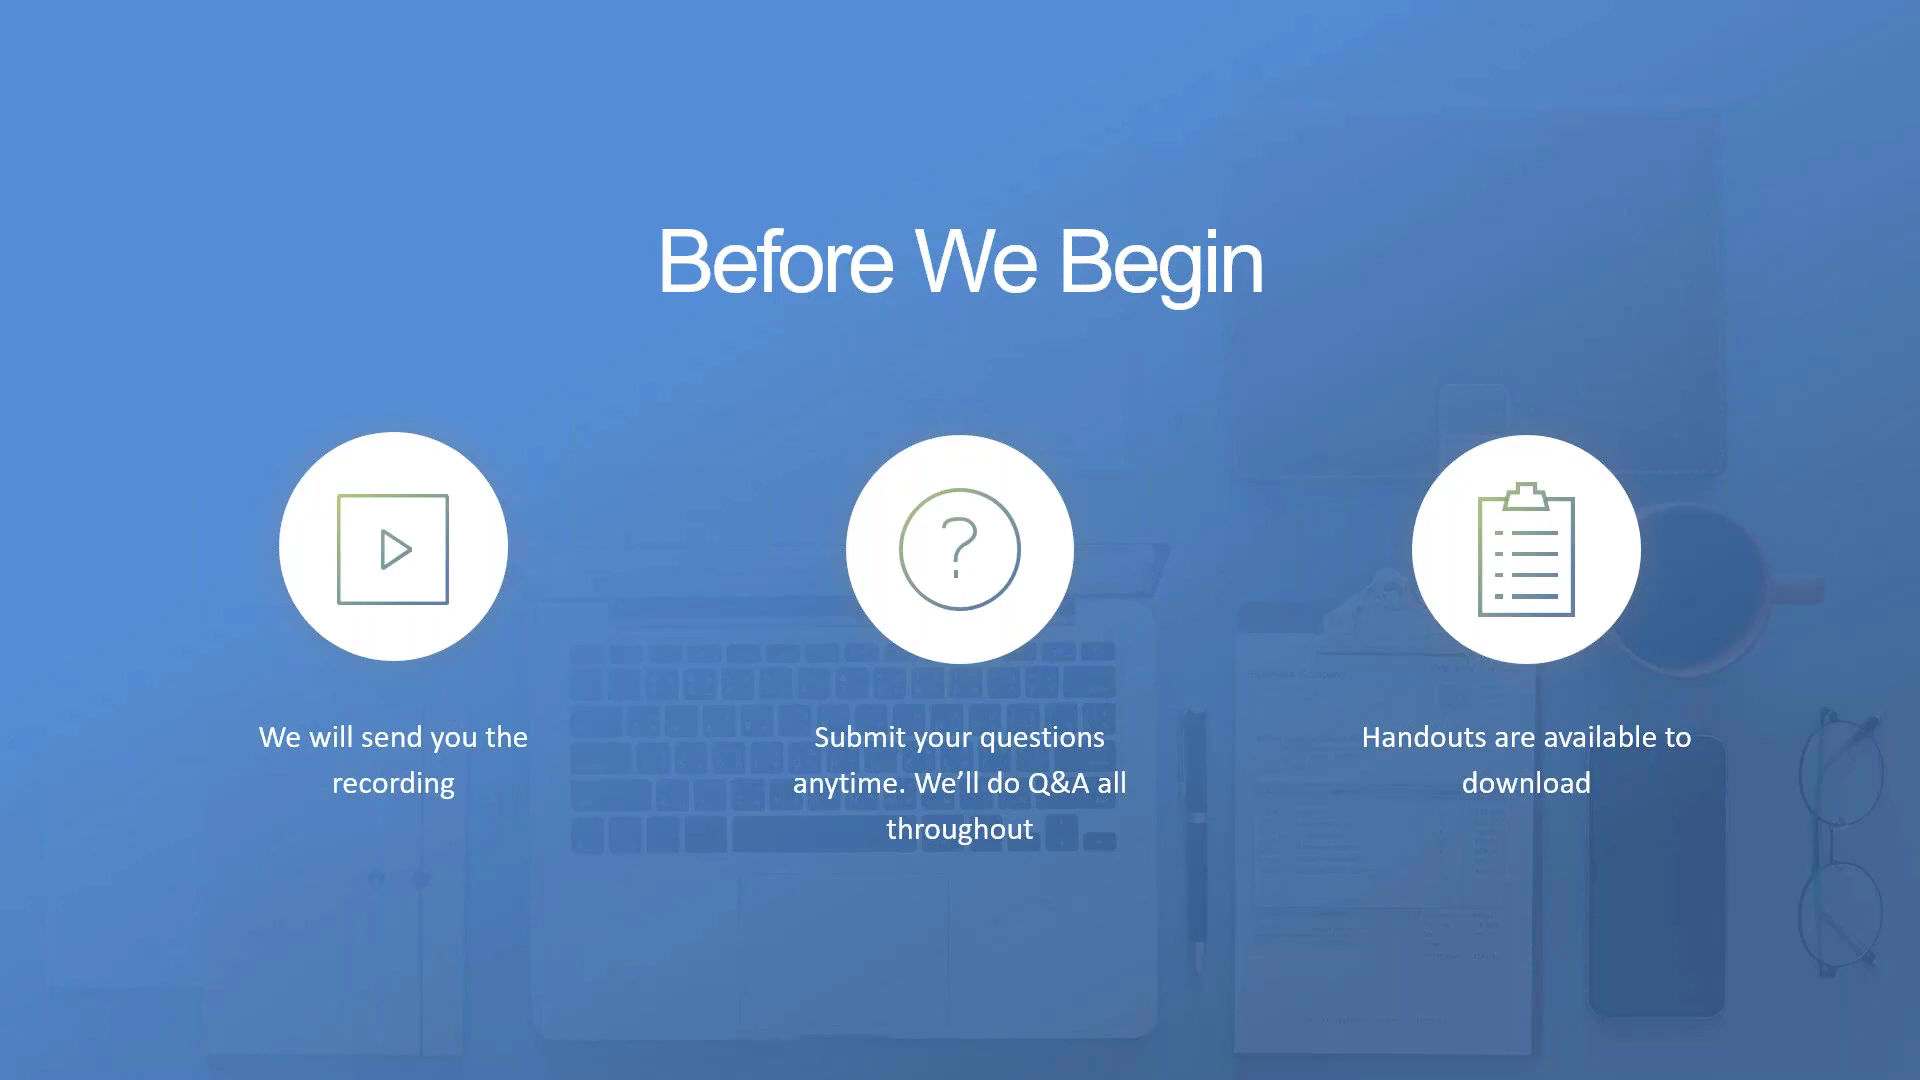 Before We Begin
We will send you the
recording
Submit your questions
anytime. We’ll do Q&A all
throughout
Handouts are available to
download